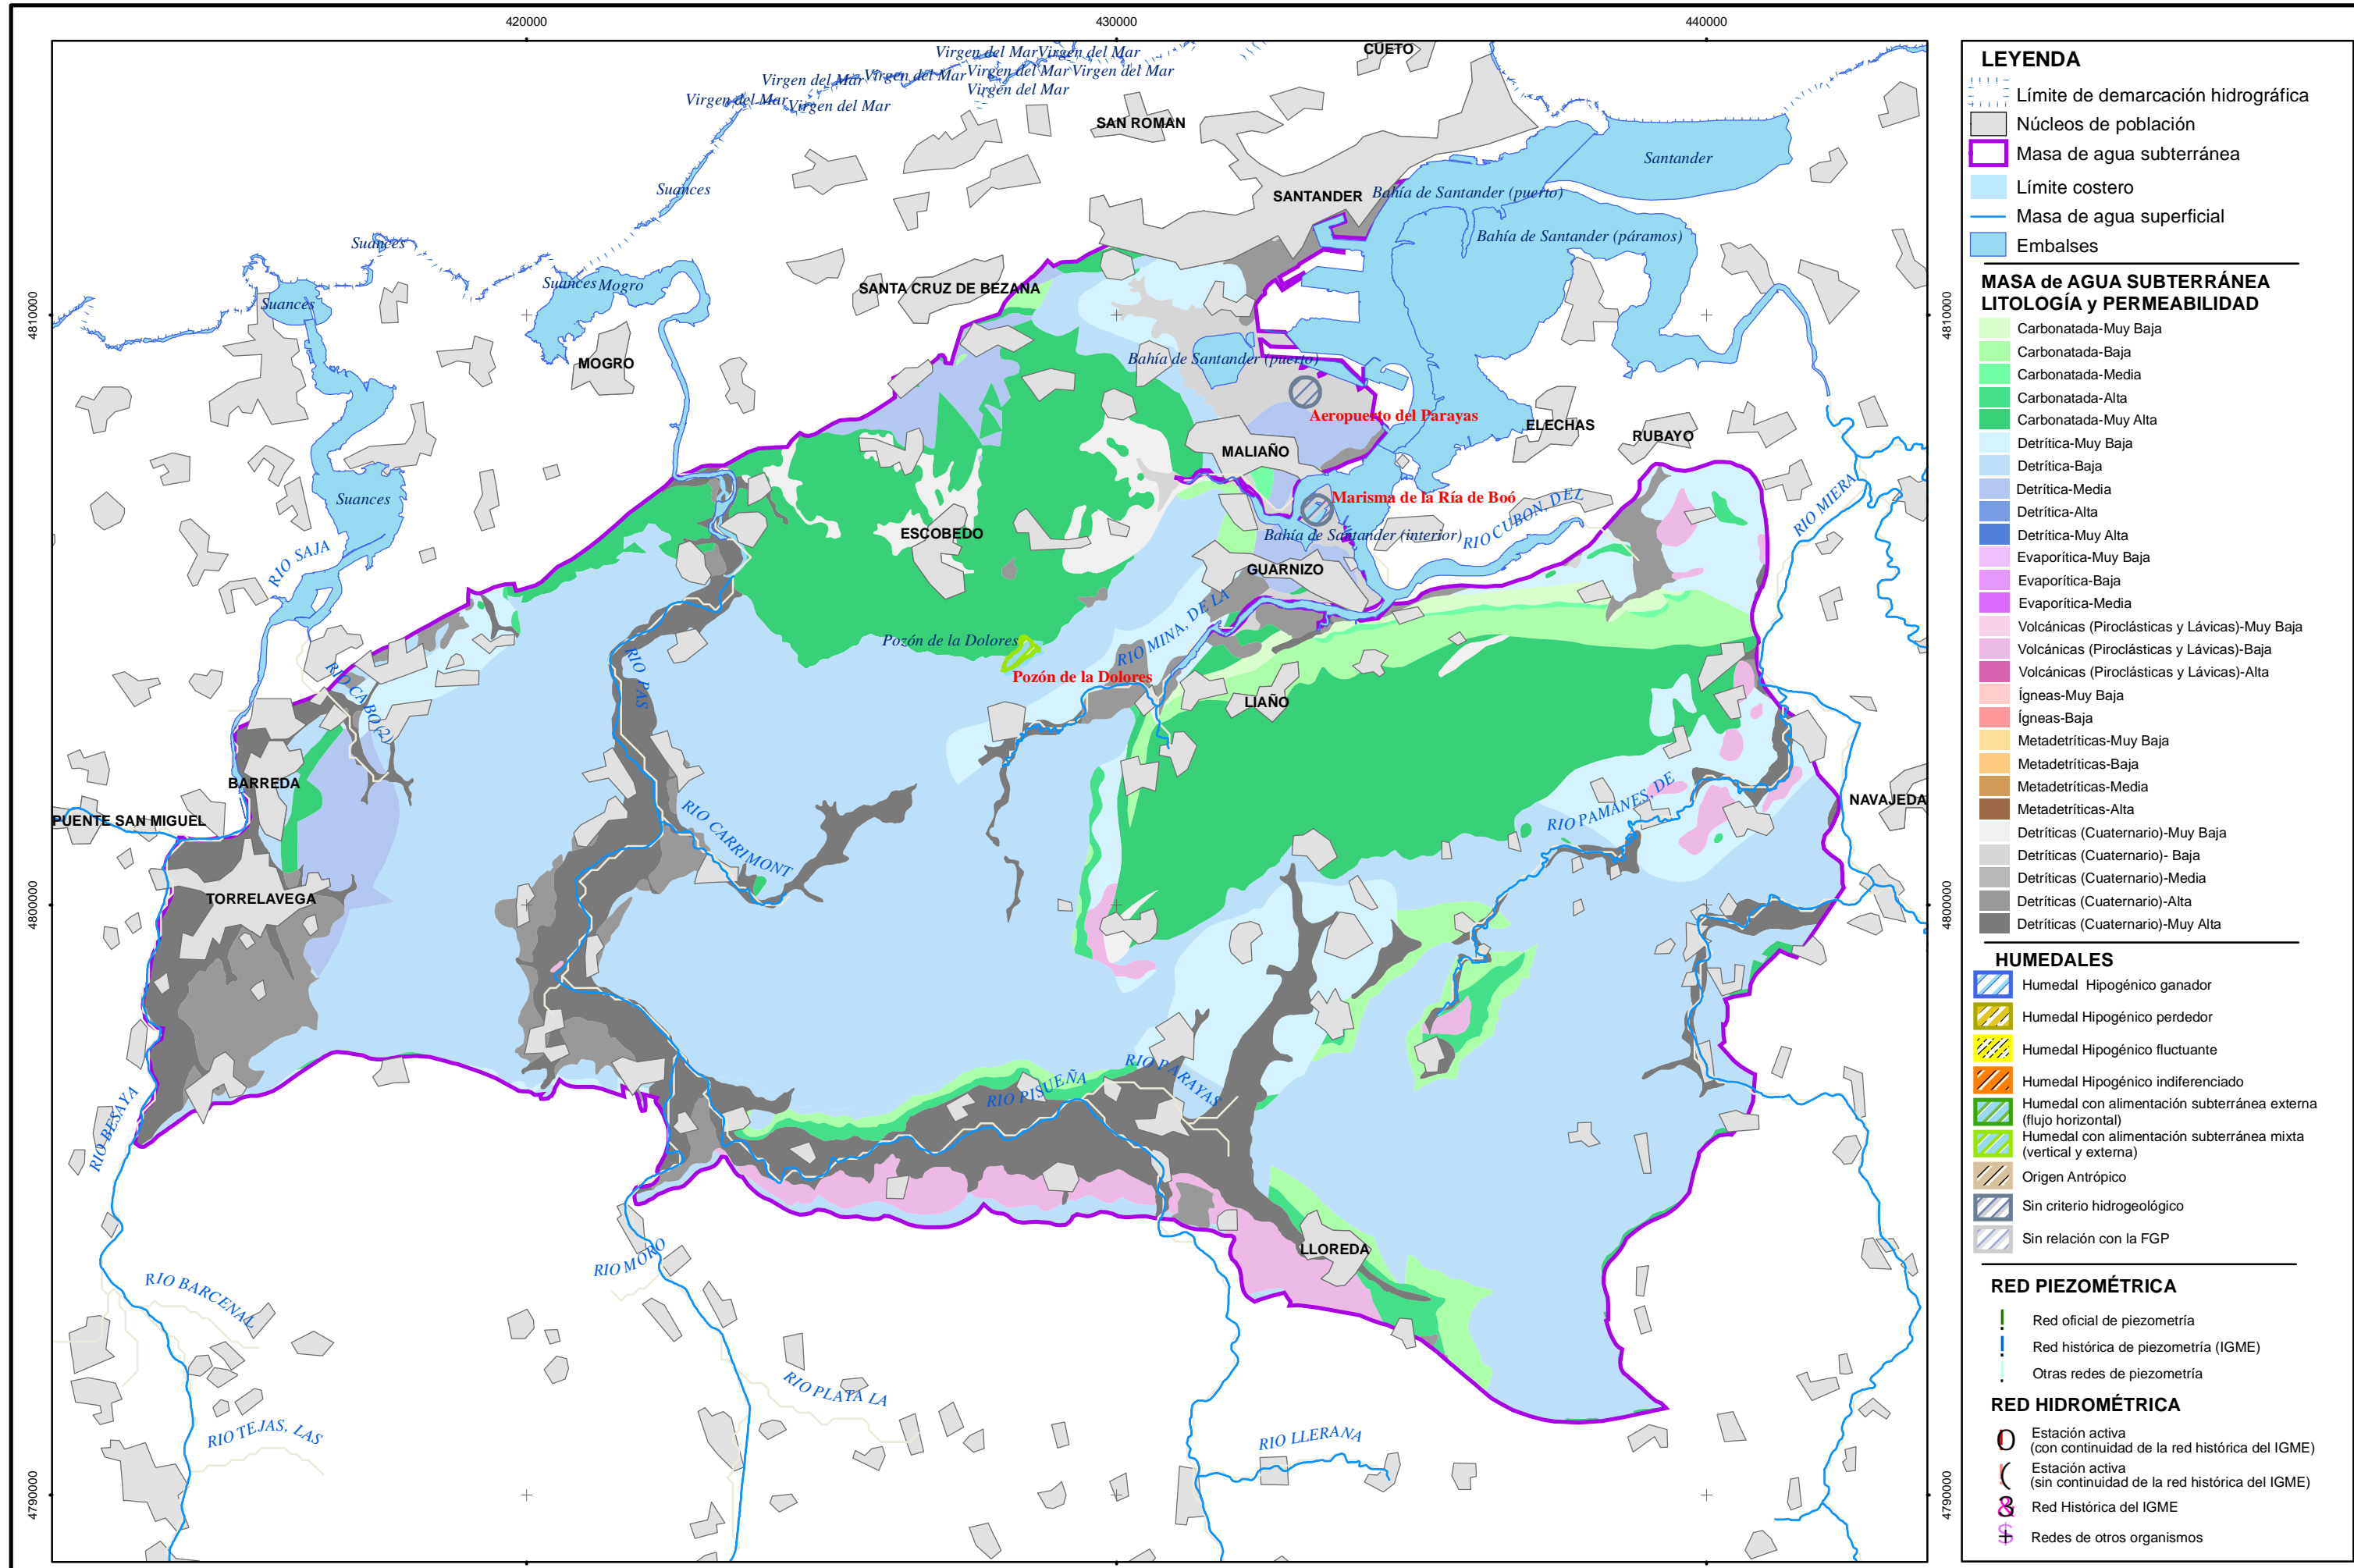 420000
430000
440000
4810000
4800000
4790000
4810000
4800000
4790000
CUETO
Virgen del Mar
Virgen del Mar
Virgen del Mar
Virgen del Mar
Virgen del Mar
Virgen del Mar
Virgen del Mar
Virgen del Mar
Virgen del Mar
SAN ROMAN
Santander
Suances
SANTANDER
Bahía de Santander (puerto)
Suances
Bahía de Santander (páramos)
Suances
Mogro
SANTA CRUZ DE BEZANA
Suances
MOGRO
Bahía de Santander (puerto)
Aeropuerto del Parayas
ELECHAS
RUBAYO
MALIAÑO
Suances
Marisma de la Ría de Boó
RIO CUBON, DEL
RIO MIERA
ESCOBEDO
Bahía de Santander (interior)
RIO SAJA
GUARNIZO
RIO MINA, DE LA
Pozón de la Dolores
Pozón de la Dolores
RIO PAS
RIO CABO (2)
LIAÑO
BARREDA
RIO PAMANES, DE
NAVAJEDA
PUENTE SAN MIGUEL
RIO CARRIMONT
TORRELAVEGA
RIO PISUEÑA
RIO PARAYAS
RIO BESAYA
LLOREDA
RIO MORO
RIO BARCENAL
RIO PLATA LA
RIO TEJAS, LAS
RIO LLERANA
LEYENDA
Límite de demarcación hidrográfica
Núcleos de población
Masa de agua subterránea
Límite costero
Masa de agua superficial
Embalses
MASA de AGUA SUBTERRÁNEA
LITOLOGÍA y PERMEABILIDAD
Carbonatada-Muy Baja
Carbonatada-Baja
Carbonatada-Media
Carbonatada-Alta
Carbonatada-Muy Alta
Detrítica-Muy Baja
Detrítica-Baja
Detrítica-Media
Detrítica-Alta
Detrítica-Muy Alta
Evaporítica-Muy Baja
Evaporítica-Baja
Evaporítica-Media
Volcánicas (Piroclásticas y Lávicas)-Muy Baja
Volcánicas (Piroclásticas y Lávicas)-Baja
Volcánicas (Piroclásticas y Lávicas)-Alta
Ígneas-Muy Baja
Ígneas-Baja
Metadetríticas-Muy Baja
Metadetríticas-Baja
Metadetríticas-Media
Metadetríticas-Alta
Detríticas (Cuaternario)-Muy Baja
Detríticas (Cuaternario)- Baja
Detríticas (Cuaternario)-Media
Detríticas (Cuaternario)-Alta
Detríticas (Cuaternario)-Muy Alta
HUMEDALES
Humedal Hipogénico ganador
Humedal Hipogénico perdedor
Humedal Hipogénico fluctuante
Humedal Hipogénico indiferenciado
Humedal con alimentación subterránea externa
(flujo horizontal)
Humedal con alimentación subterránea mixta
(vertical y externa)
Origen Antrópico
Sin criterio hidrogeológico
Sin relación con la FGP
RED PIEZOMÉTRICA
! Red oficial de piezometría
! Red histórica de piezometría (IGME)
! Otras redes de piezometría
RED HIDROMÉTRICA
Estación activa
(con continuidad de la red histórica del IGME)
Estación activa
(sin continuidad de la red histórica del IGME)
Red Histórica del IGME
Redes de otros organismos